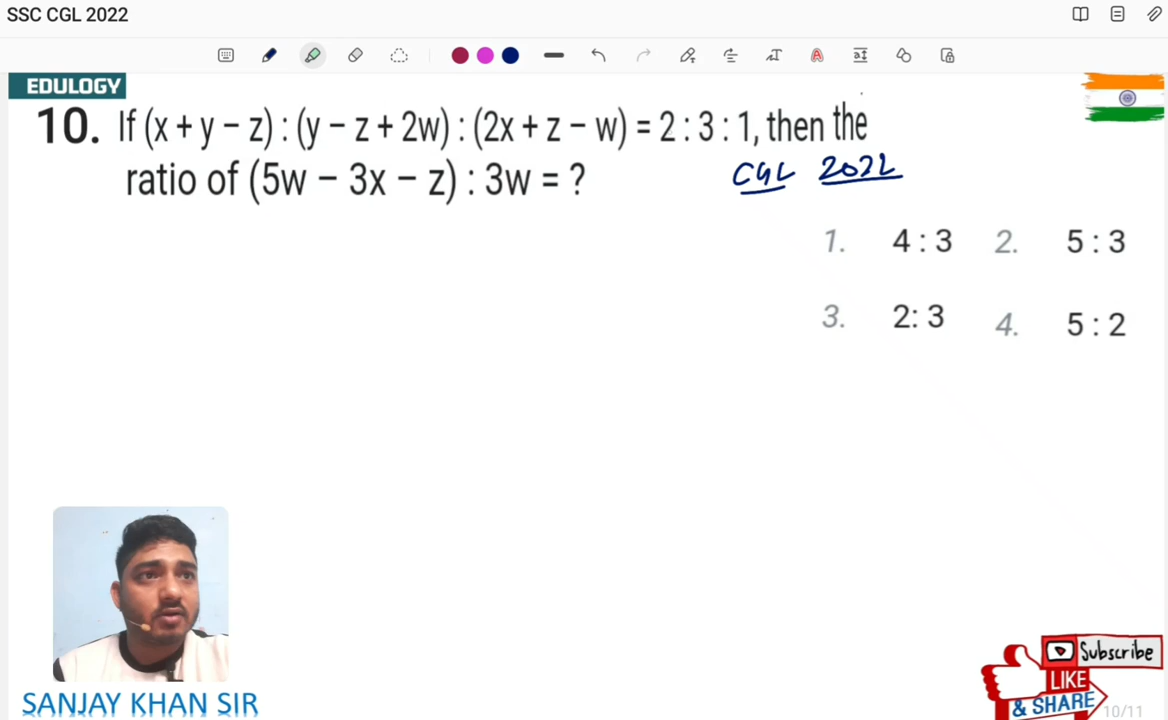 SSC CGL 2022
EDULOGY
10. If (x + y − z) : (y − z + 2w) : (2x + z − w) = 2 : 3 : 1, then the
ratio of (5w − 3x − z) : 3w = ?
CGL 2022
1. 4 : 3 2. 5 : 3
3. 2: 3 4. 5 : 2
SANJAY KHAN SIR
Subscribe
LIKE
& SHARE
10/11